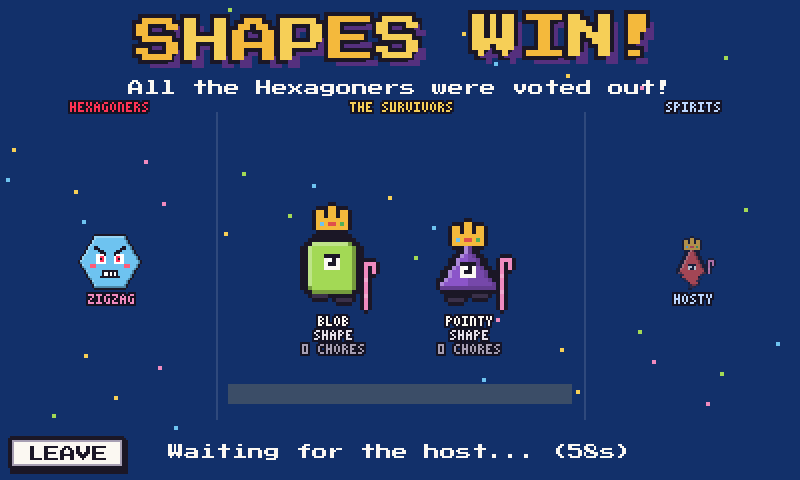 SHAPES WIN!
All the Hexagoners were voted out!
HEXAGONERS
THE SURVIVORS
SPIRITS
ZIGZAG
BLOB
SHAPE
0 CHORES
POINTY
SHAPE
0 CHORES
HOSTY
LEAVE
Waiting for the host... (58s)